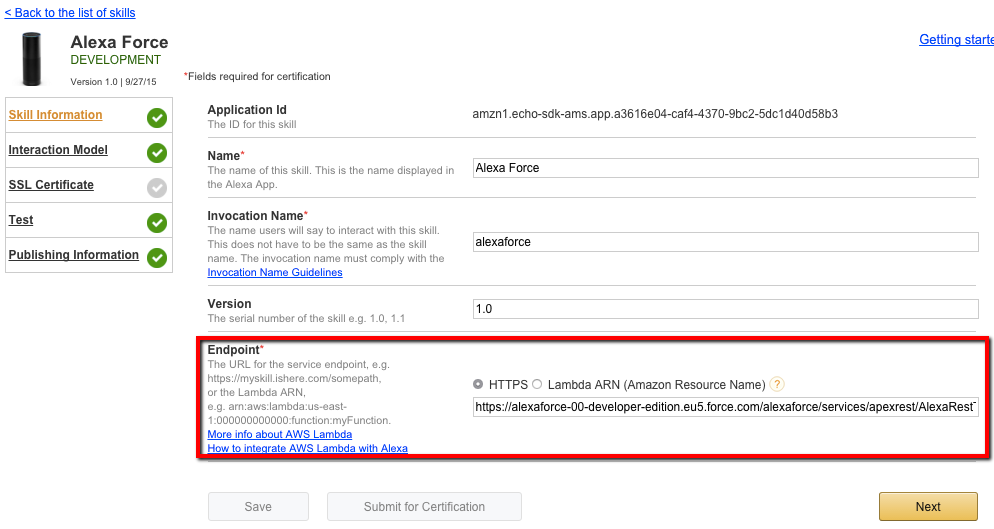 < Back to the list of skills
Getting starte
Alexa Force
DEVELOPMENT
Version 1.0 | 9/27/15
*Fields required for certification
Skill Information
Interaction Model
SSL Certificate
Test
Publishing Information
Application Id
The ID for this skill
amzn1.echo-sdk-ams.app.a3616e04-caf4-4370-9bc2-5dc1d40d58b3
Name*
The name of this skill. This is the name displayed in
the Alexa App.
Alexa Force
Invocation Name*
The name users will say to interact with this skill.
This does not have to be the same as the skill
name. The invocation name must comply with the
Invocation Name Guidelines
alexaforce
Version
The serial number of the skill e.g. 1.0, 1.1
1.0
Endpoint*
The URL for the service endpoint, e.g.
https://myskill.ishere.com/somepath,
or the Lambda ARN,
e.g. arn:aws:lambda:us-east-
1:000000000000:function:myFunction.
More info about AWS Lambda
How to integrate AWS Lambda with Alexa
HTTPS Lambda ARN (Amazon Resource Name) ?
https://alexaforce-00-developer-edition.eu5.force.com/alexaforce/services/apexrest/AlexaRestT
Save
Submit for Certification
Next